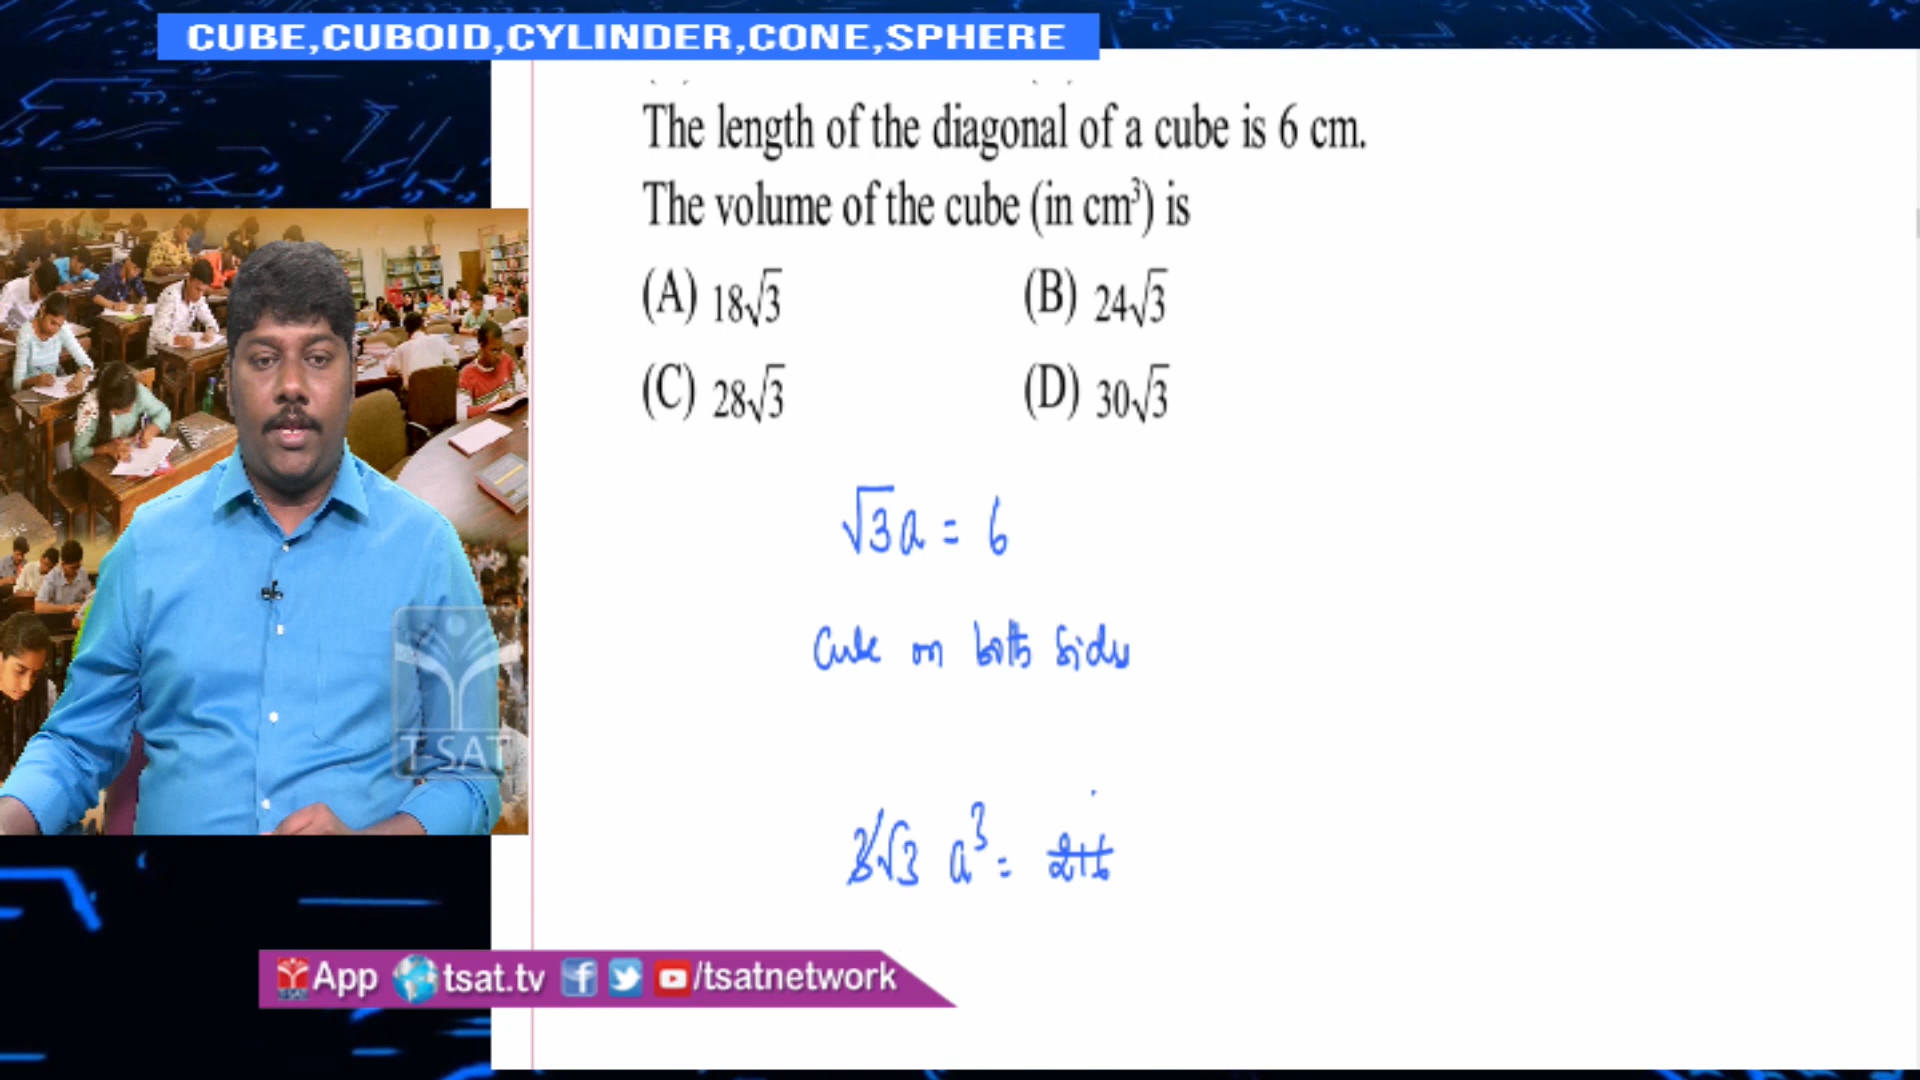 CUBE,CUBOID,CYLINDER,CONE,SPHERE
The length of the diagonal of a cube is 6 cm.
The volume of the cube (in cm³) is
(A) 18√3 (B) 24√3
(C) 28√3 (D) 30√3
√3a = 6
Cube on both sides
3√3 a³ = 216
T-SAT
App tsat.tv /tsatnetwork